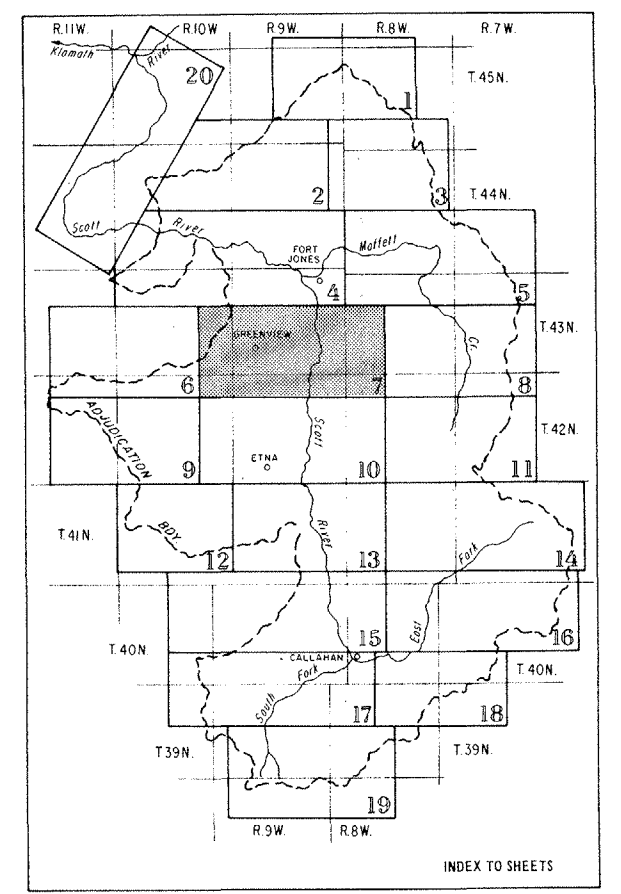 R.11W. R.10W R.9W. R.8W. R.7W.
Klamath River
20
T.45N.
1
2
3
T.44N.
Scott River
FORT JONES
Moffett
4
5
T.43N.
GREENVIEW
6
7
Cr.
8
ADJUDICATION
Scott
T.42N.
ETNA
9
10
11
T.41N.
BDY.
River
Fork
12
13
14
East
15
16
T.40N.
CALLAHAN
T.40N.
South Fork
17
18
T.39N.
T.39N.
19
R.9W. R.8W.
INDEX TO SHEETS